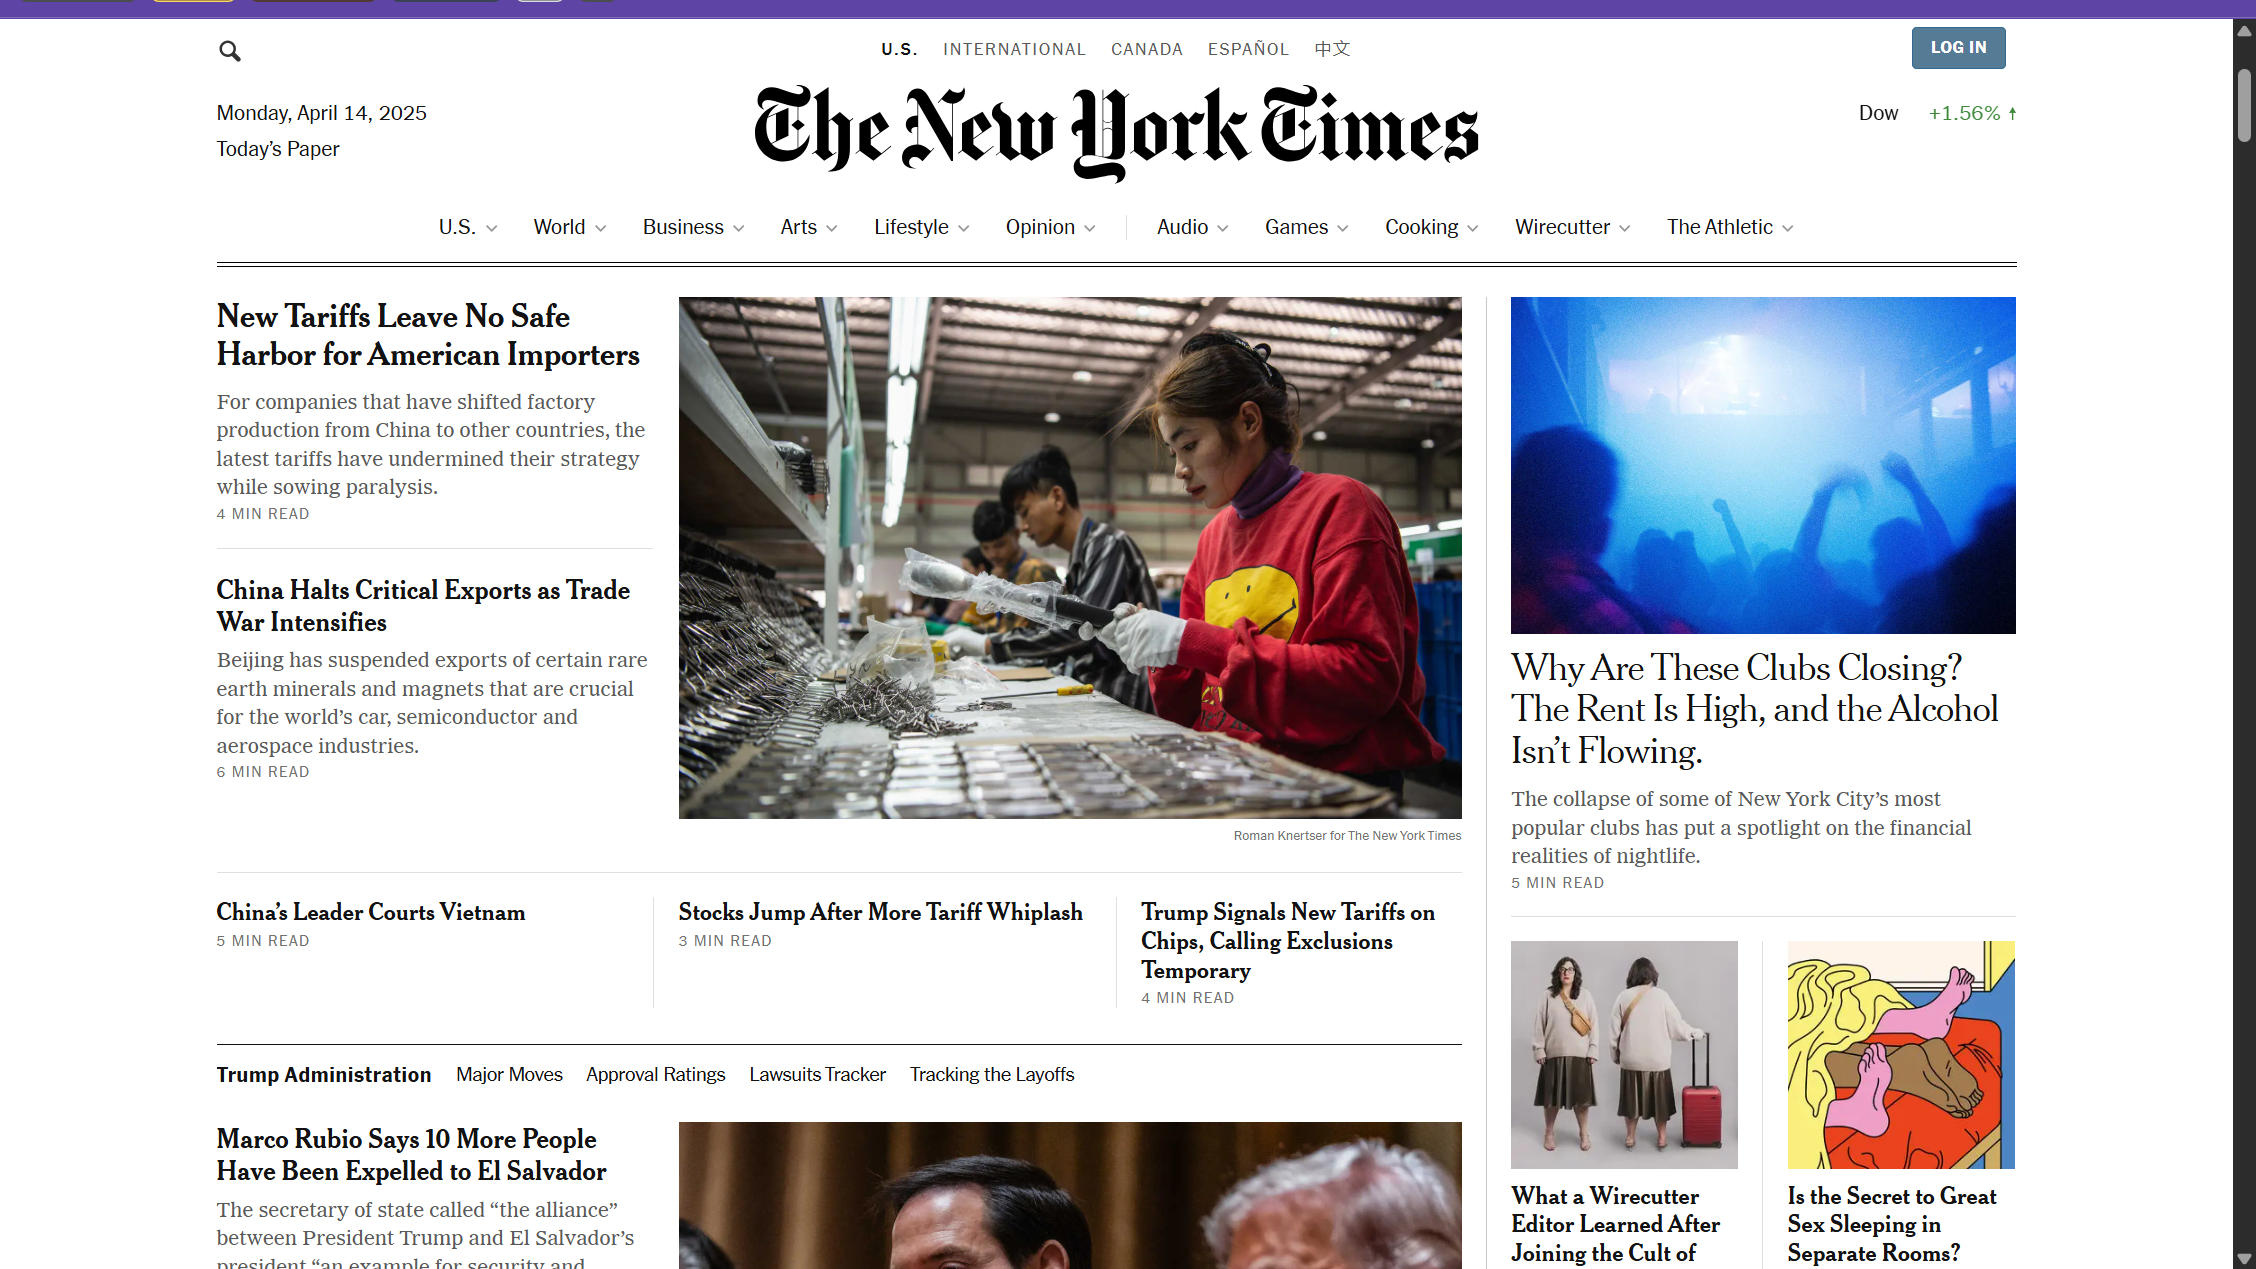 U.S. INTERNATIONAL CANADA ESPAÑOL 中文
LOG IN
Monday, April 14, 2025
Today's Paper
The New York Times
Dow +1.56%
U.S. World Business Arts Lifestyle Opinion Audio Games Cooking Wirecutter The Athletic
New Tariffs Leave No Safe
Harbor for American Importers
For companies that have shifted factory
production from China to other countries, the
latest tariffs have undermined their strategy
while sowing paralysis.
4 MIN READ
China Halts Critical Exports as Trade
War Intensifies
Beijing has suspended exports of certain rare
earth minerals and magnets that are crucial
for the world's car, semiconductor and
aerospace industries.
6 MIN READ
Roman Knertser for The New York Times
China's Leader Courts Vietnam
5 MIN READ
Stocks Jump After More Tariff Whiplash
3 MIN READ
Trump Signals New Tariffs on
Chips, Calling Exclusions
Temporary
4 MIN READ
Trump Administration Major Moves Approval Ratings Lawsuits Tracker Tracking the Layoffs
Marco Rubio Says 10 More People
Have Been Expelled to El Salvador
The secretary of state called “the alliance”
between President Trump and El Salvador's
president “an example for security and
Why Are These Clubs Closing?
The Rent Is High, and the Alcohol
Isn't Flowing.
The collapse of some of New York City's most
popular clubs has put a spotlight on the financial
realities of nightlife.
5 MIN READ
What a Wirecutter
Editor Learned After
Joining the Cult of
Is the Secret to Great
Sex Sleeping in
Separate Rooms?